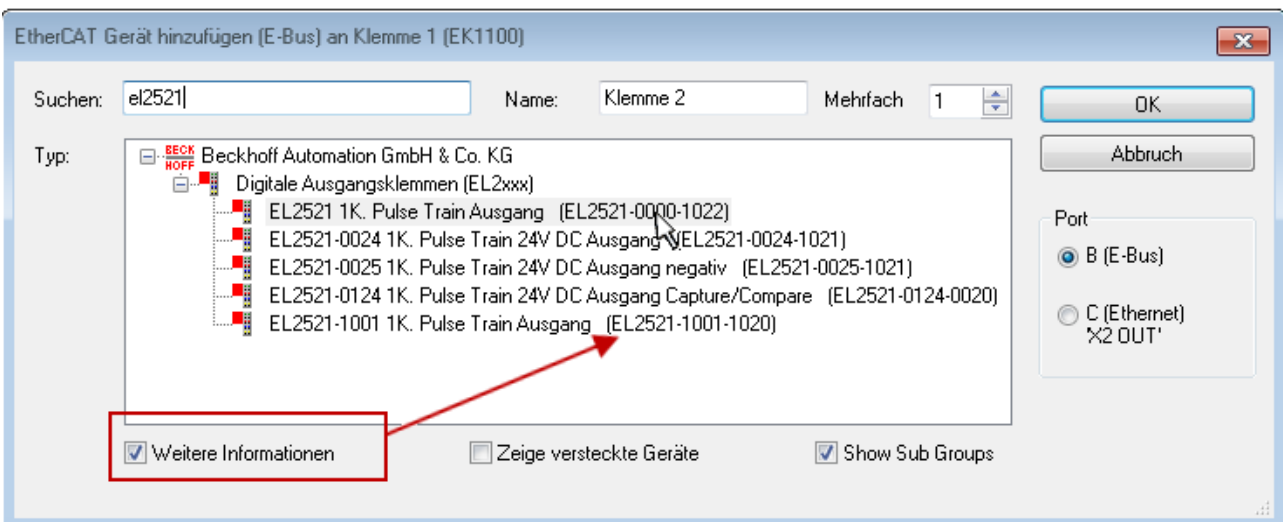 EtherCAT Gerät hinzufügen (E-Bus) an Klemme 1 (EK1100)
Suchen: el2521 Name: Klemme 2 Mehrfach 1 OK
Typ: BECKHOFF Beckhoff Automation GmbH & Co. KG Abbruch
Digitale Ausgangsklemmen (EL2xxx)
EL2521 1K. Pulse Train Ausgang (EL2521-0000-1022)
Port
EL2521-0024 1K. Pulse Train 24V DC Ausgang (EL2521-0024-1021)
B (E-Bus)
EL2521-0025 1K. Pulse Train 24V DC Ausgang negativ (EL2521-0025-1021)
EL2521-0124 1K. Pulse Train 24V DC Ausgang Capture/Compare (EL2521-0124-0020)
C (Ethernet)
EL2521-1001 1K. Pulse Train Ausgang (EL2521-1001-1020)
'X2 OUT'
Weitere Informationen Zeige versteckte Geräte Show Sub Groups